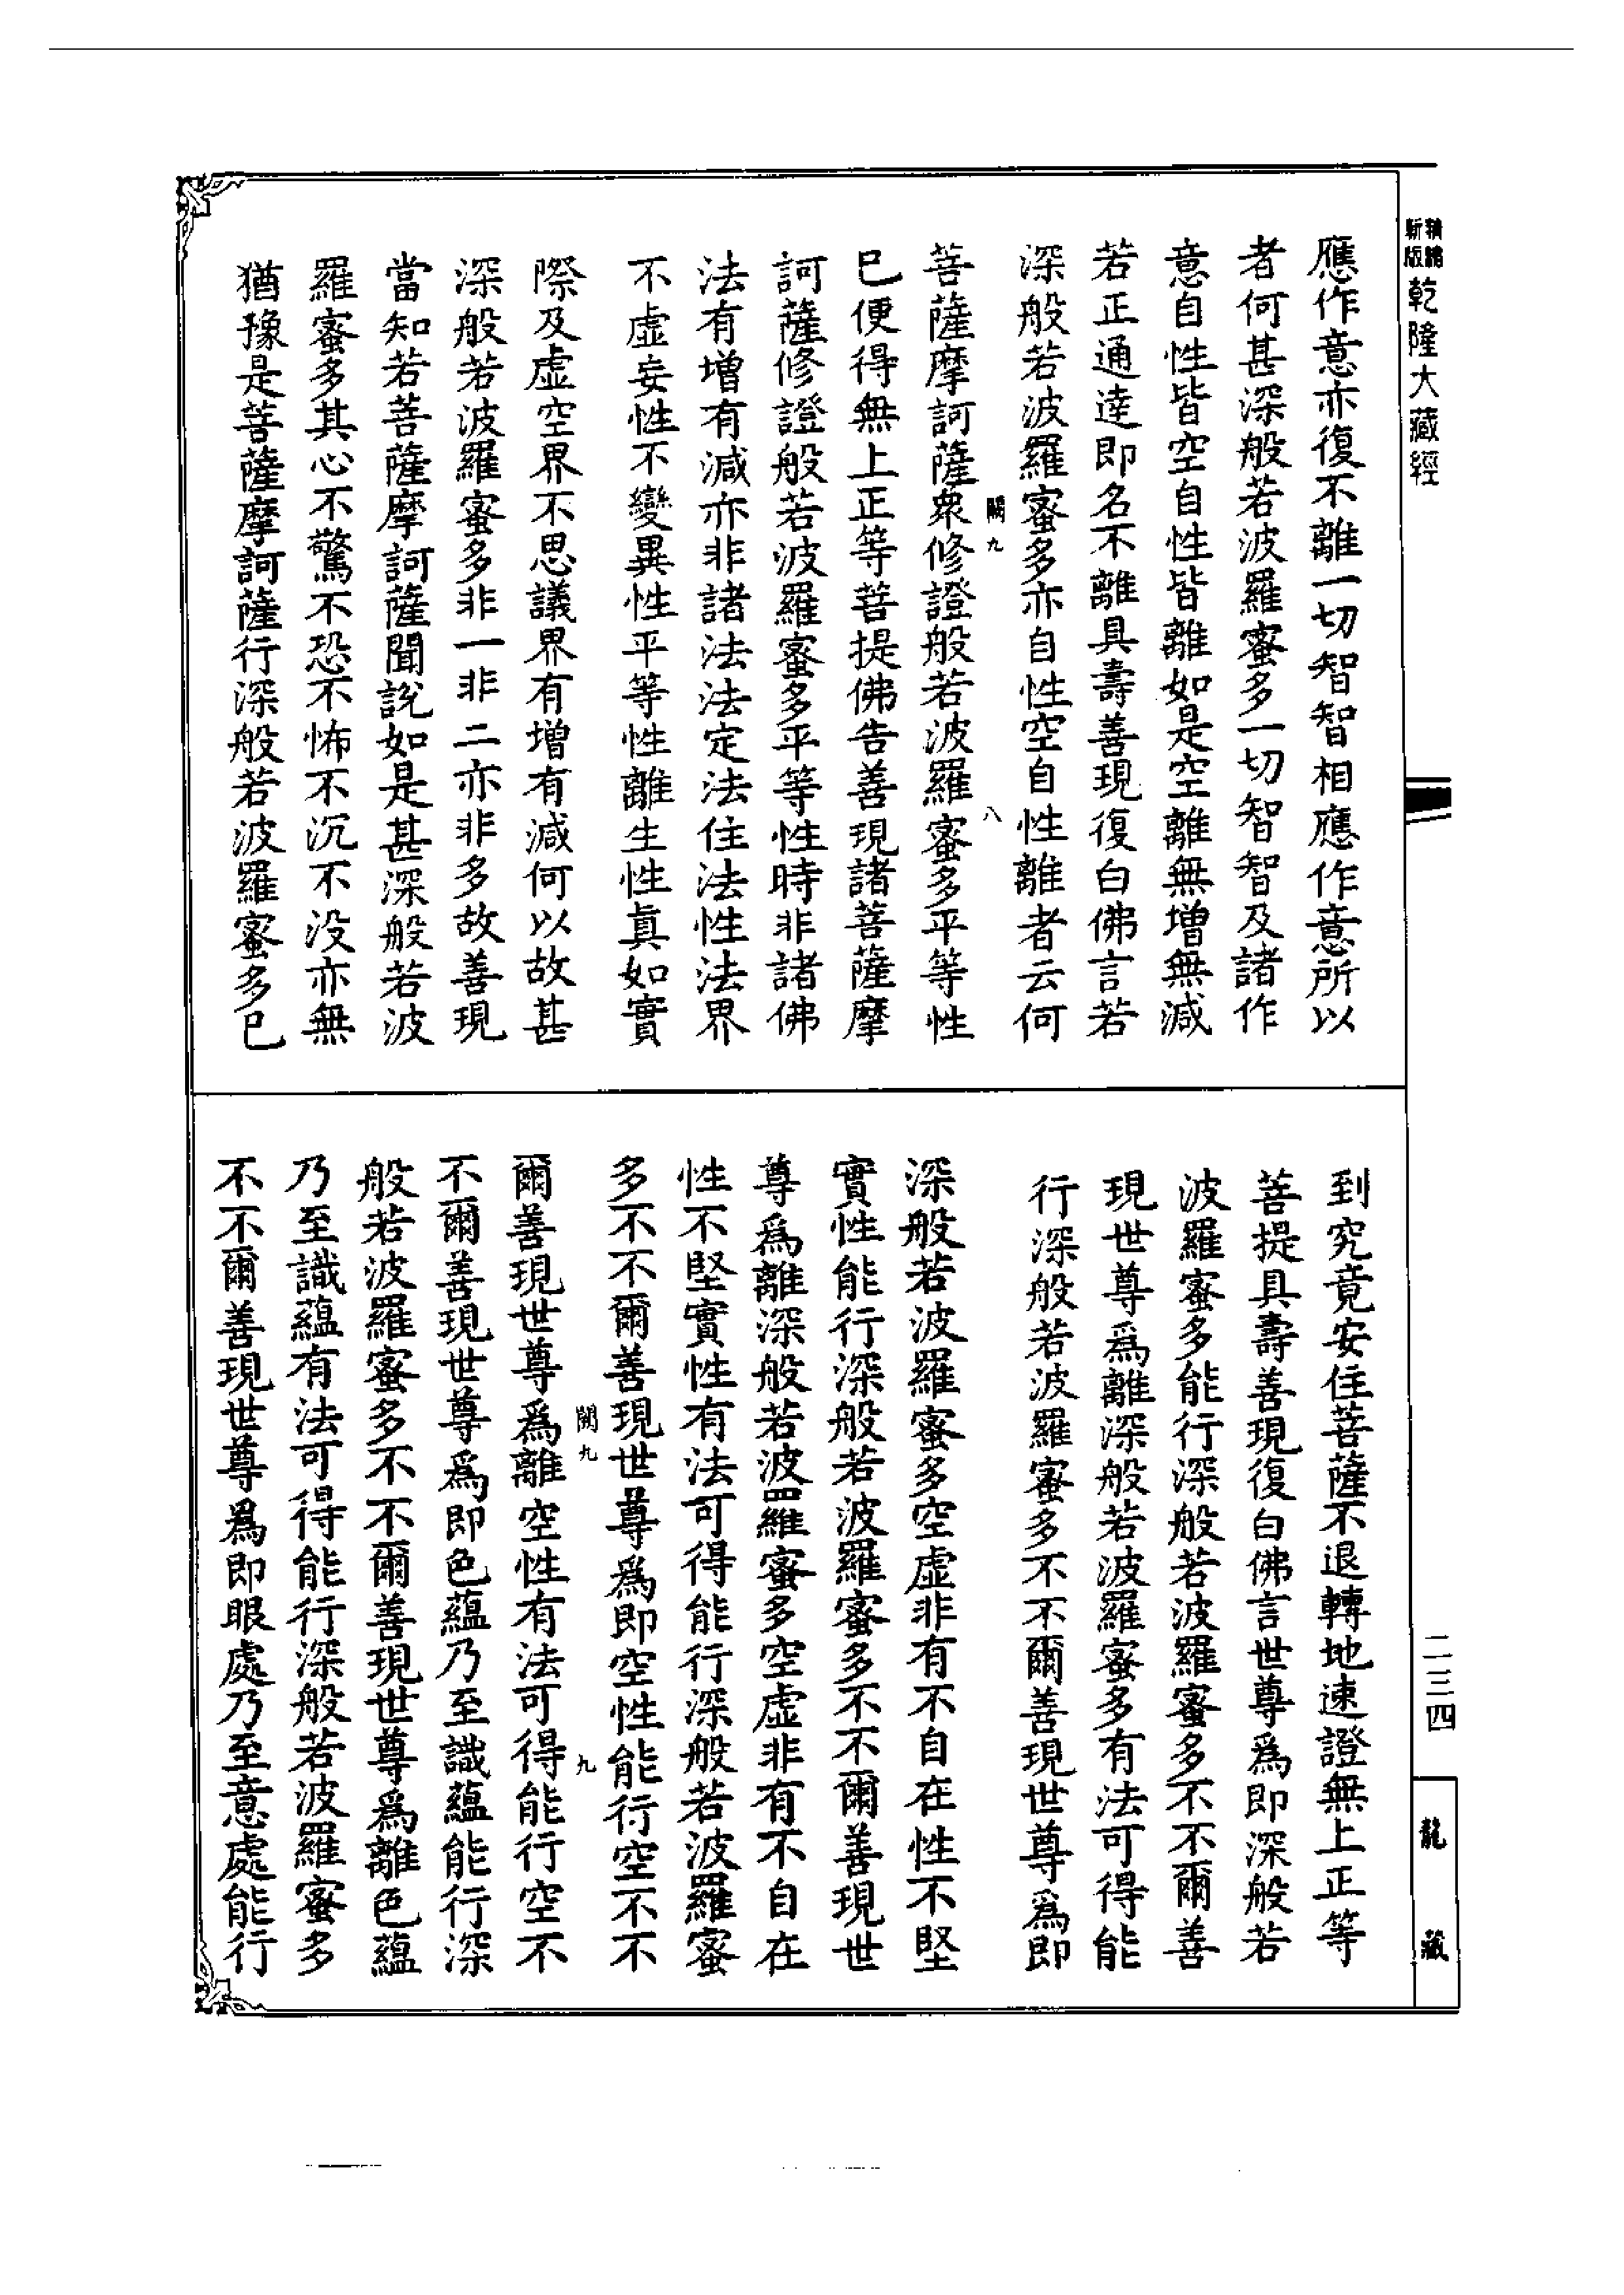 新版
精編
乾隆大藏經
應作意亦復不離一切智智相應作意所以
者何甚深般若波羅蜜多一切智智及諸作
意自性皆空自性皆離如是空離無增無減
若正通達即名不離具壽善現復白佛言若
深般若波羅蜜多亦自性空自性離者云何
闕九
八
菩薩摩訶薩衆修證般若波羅蜜多平等性
已便得無上正等菩提佛告善現諸菩薩摩
訶薩修證般若波羅蜜多平等性時非諸佛
法有增有減亦非諸法法定法住法性法界
不虛妄性不變異性平等性離生性真如實
際及虛空界不思議界有增有減何以故甚
深般若波羅蜜多非一非二亦非多故善現
當知若菩薩摩訶薩聞說如是甚深般若波
羅蜜多其心不驚不恐不怖不沉不没亦無
猶豫是菩薩摩訶薩行深般若波羅蜜多已
到究竟安住菩薩不退轉地速證無上正等
菩提具壽善現復白佛言世尊爲即深般若
波羅蜜多能行深般若波羅蜜多不不爾善
現世尊爲離深般若波羅蜜多有法可得能
行深般若波羅蜜多不不爾善現世尊爲即
深般若波羅蜜多空虛非有不自在性不堅
實性能行深般若波羅蜜多不不爾善現世
尊爲離深般若波羅蜜多空虛非有不自在
性不堅實性有法可得能行深般若波羅蜜
多不不爾善現世尊爲即空性能行空不不
闕九
九
爾善現世尊爲離空性有法可得能行空不
不爾善現世尊爲即色蘊乃至識蘊能行深
般若波羅蜜多不不爾善現世尊爲離色蘊
乃至識蘊有法可得能行深般若波羅蜜多
不不爾善現世尊爲即眼處乃至意處能行
二三四
龍藏